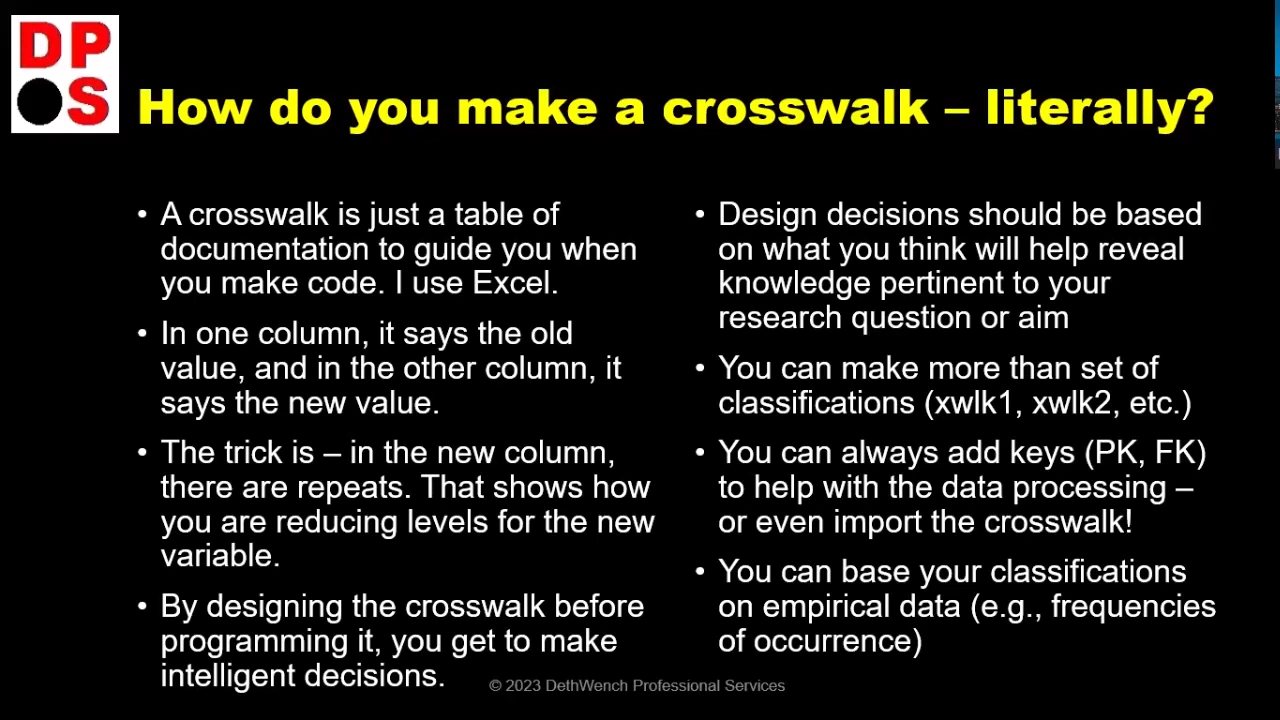 DP
S
How do you make a crosswalk – literally?
• A crosswalk is just a table of
documentation to guide you when
you make code. I use Excel.
• In one column, it says the old
value, and in the other column, it
says the new value.
• The trick is – in the new column,
there are repeats. That shows how
you are reducing levels for the new
variable.
• By designing the crosswalk before
programming it, you get to make
intelligent decisions.
• Design decisions should be based
on what you think will help reveal
knowledge pertinent to your
research question or aim
• You can make more than set of
classifications (xwlk1, xwlk2, etc.)
• You can always add keys (PK, FK)
to help with the data processing –
or even import the crosswalk!
• You can base your classifications
on empirical data (e.g., frequencies
of occurrence)
© 2023 DethWench Professional Services